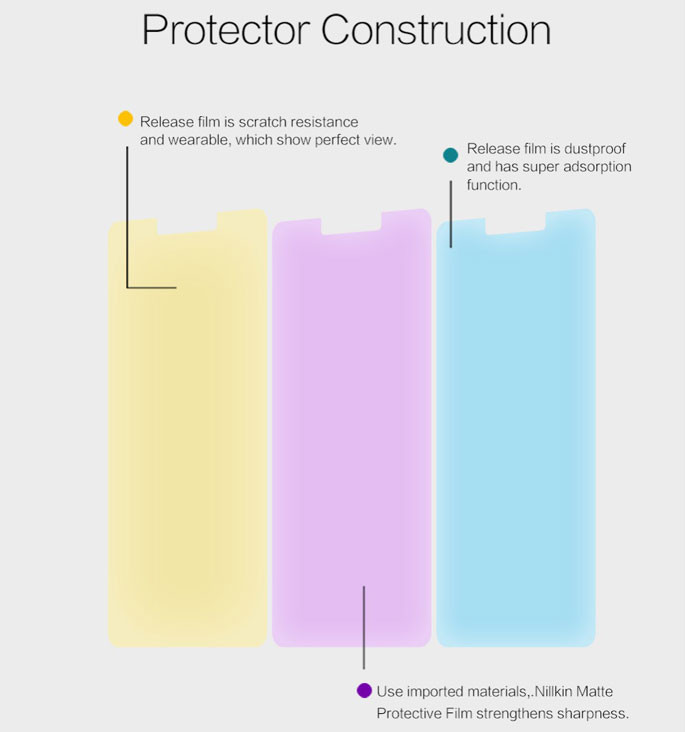 Protector Construction
Release film is scratch resistance
and wearable, which show perfect view.
Release film is dustproof
and has super adsorption
function.
Use imported materials,.Nillkin Matte
Protective Film strengthens sharpness.